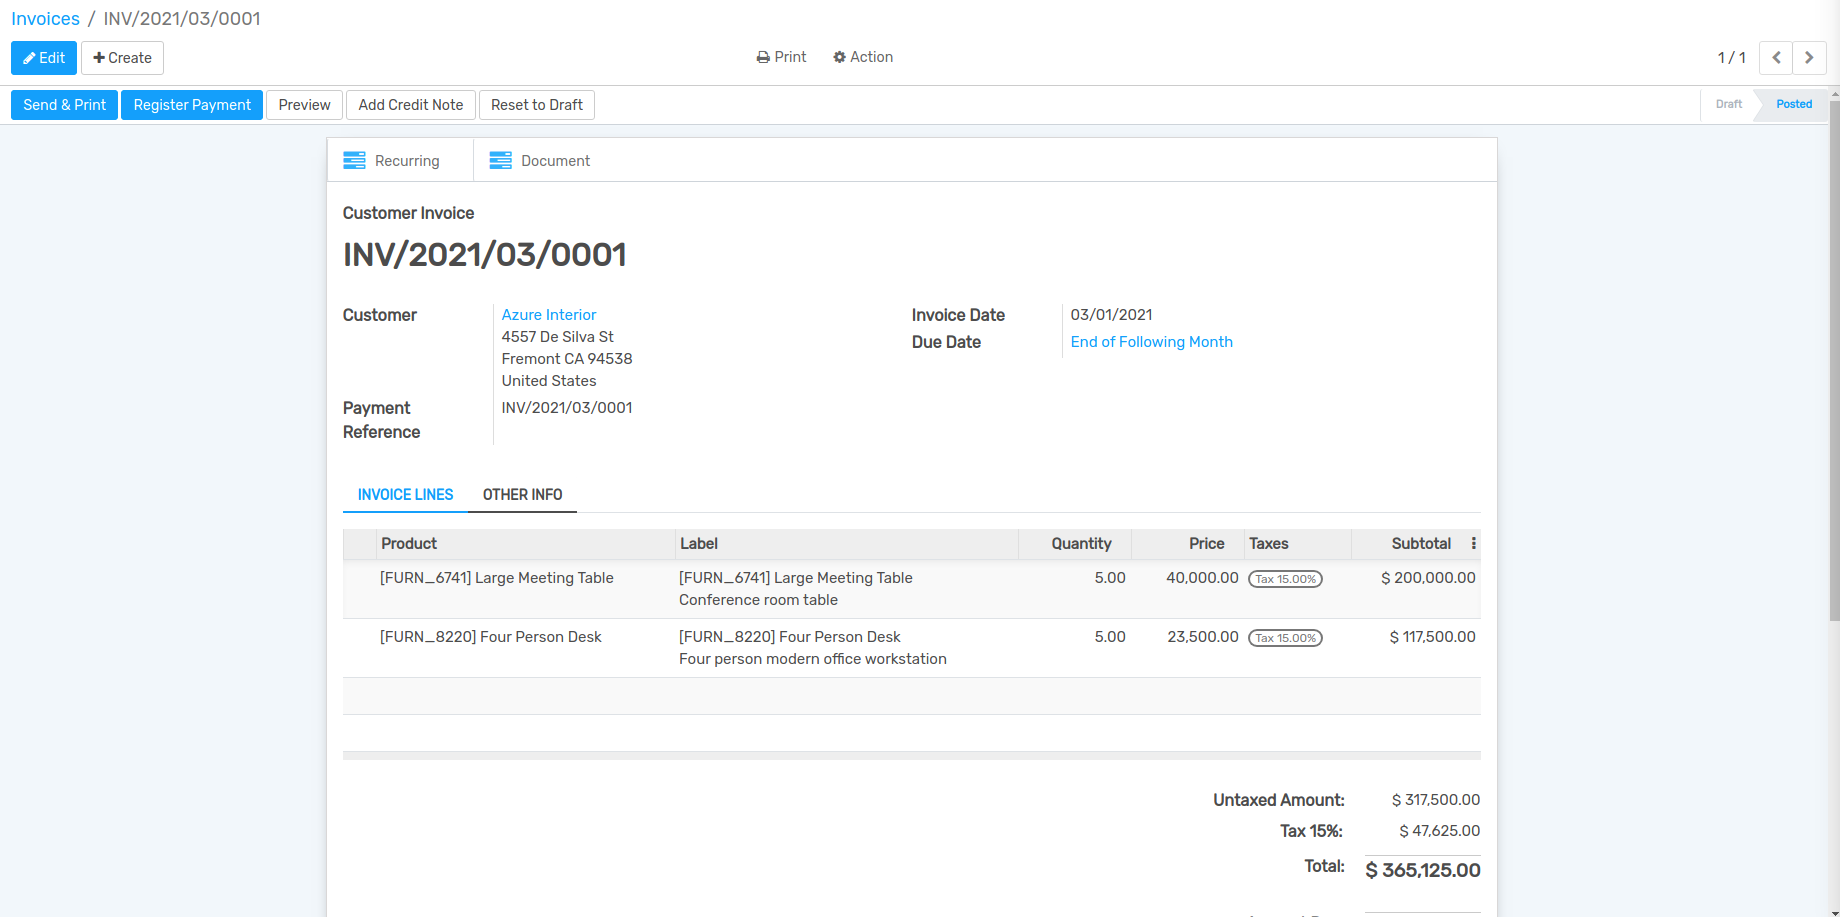 Invoices / INV/2021/03/0001
Edit Create Print Action 1 / 1
Send & Print Register Payment Preview Add Credit Note Reset to Draft Draft Posted
Recurring Document
Customer Invoice
INV/2021/03/0001
Customer Azure Interior
4557 De Silva St
Fremont CA 94538
United States
Payment Reference INV/2021/03/0001
Invoice Date 03/01/2021
Due Date End of Following Month
INVOICE LINES OTHER INFO
Product Label Quantity Price Taxes Subtotal
[FURN_6741] Large Meeting Table [FURN_6741] Large Meeting Table 5.00 40,000.00 Tax 15.00% $ 200,000.00
Conference room table
[FURN_8220] Four Person Desk [FURN_8220] Four Person Desk 5.00 23,500.00 Tax 15.00% $ 117,500.00
Four person modern office workstation
Untaxed Amount: $ 317,500.00
Tax 15%: $ 47,625.00
Total: $ 365,125.00